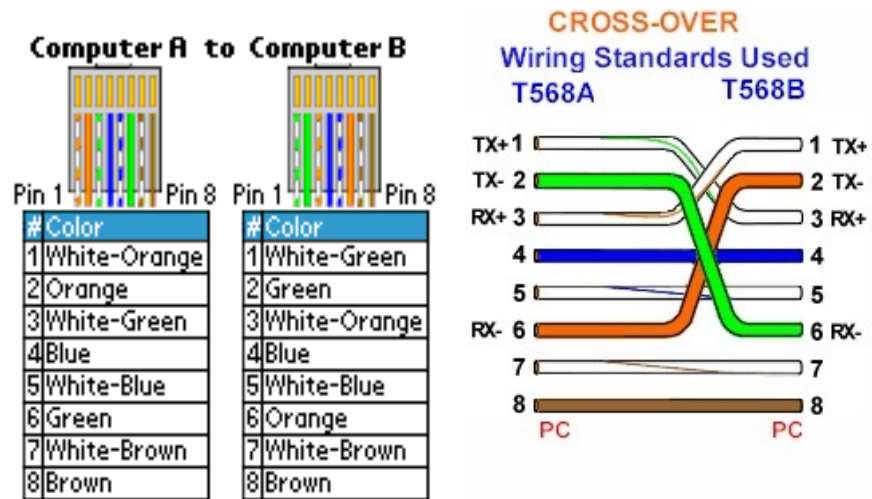 Computer A to Computer B
Pin 1 Pin 8 Pin 1 Pin 8
# Color
1 White-Orange
2 Orange
3 White-Green
4 Blue
5 White-Blue
6 Green
7 White-Brown
8 Brown
# Color
1 White-Green
2 Green
3 White-Orange
4 Blue
5 White-Blue
6 Orange
7 White-Brown
8 Brown
CROSS-OVER
Wiring Standards Used
T568A T568B
TX+ 1 1 TX+
TX- 2 2 TX-
RX+ 3 3 RX+
4 4
5 5
RX- 6 6 RX-
7 7
8 8
PC PC